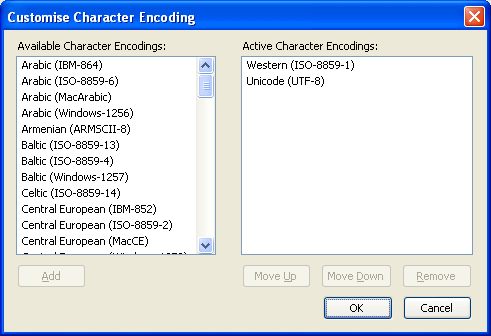 Customise Character Encoding
Available Character Encodings:
Arabic (IBM-864)
Arabic (ISO-8859-6)
Arabic (MacArabic)
Arabic (Windows-1256)
Armenian (ARMSCII-8)
Baltic (ISO-8859-13)
Baltic (ISO-8859-4)
Baltic (Windows-1257)
Celtic (ISO-8859-14)
Central European (IBM-852)
Central European (ISO-8859-2)
Central European (MacCE)
Active Character Encodings:
Western (ISO-8859-1)
Unicode (UTF-8)
Add
Move Up
Move Down
Remove
OK
Cancel